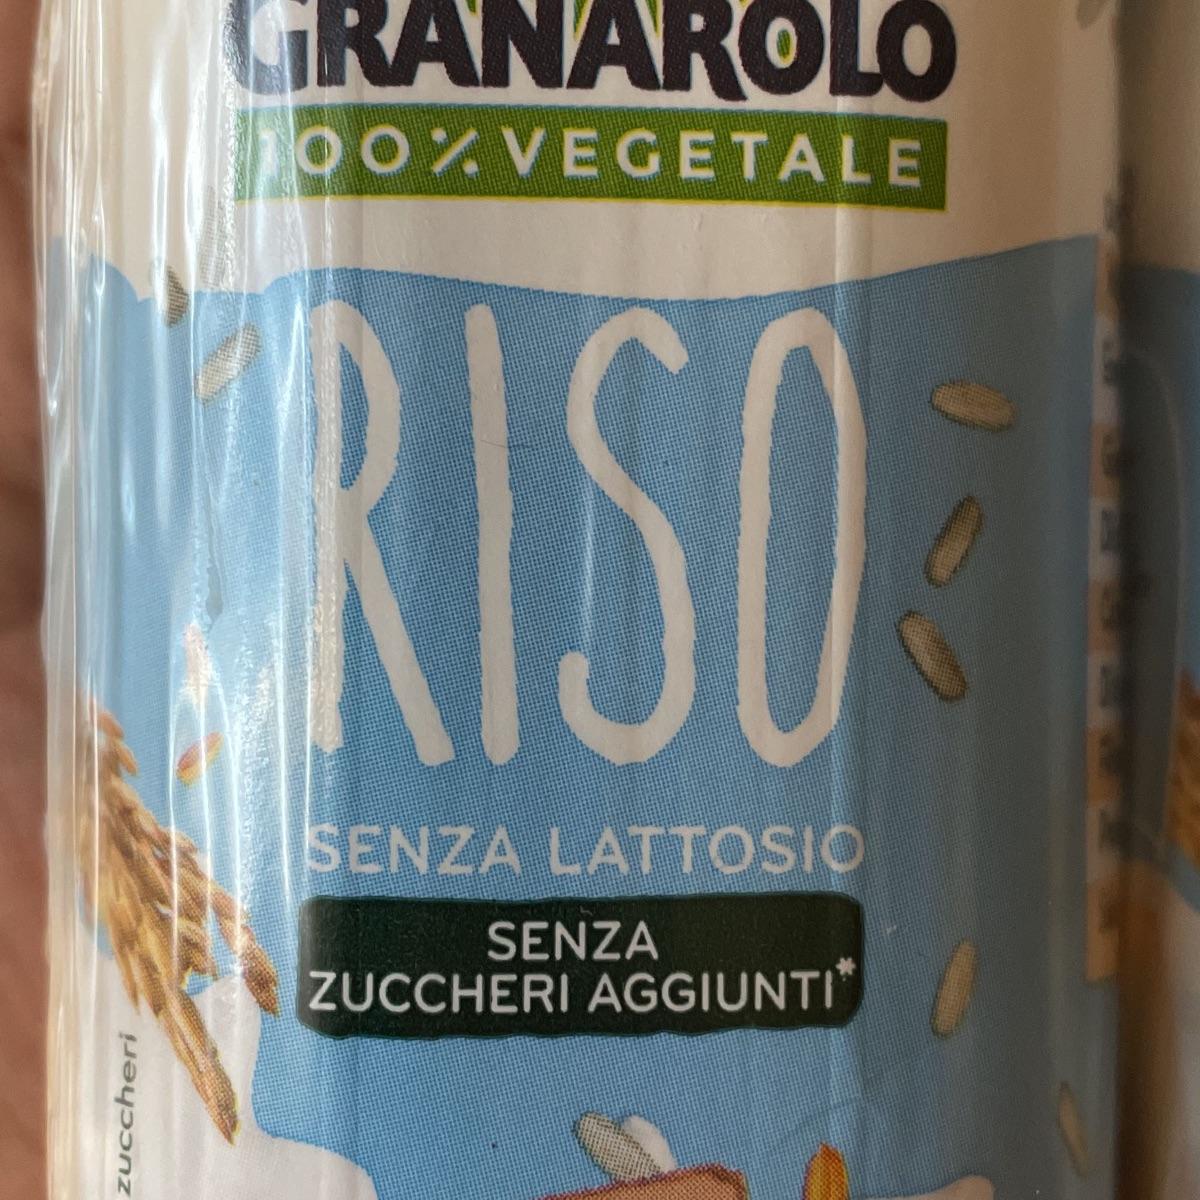 GRANAROLO
100% VEGETALE
RISO
SENZA LATTOSIO
SENZA
ZUCCHERI AGGIUNTI*
zuccheri